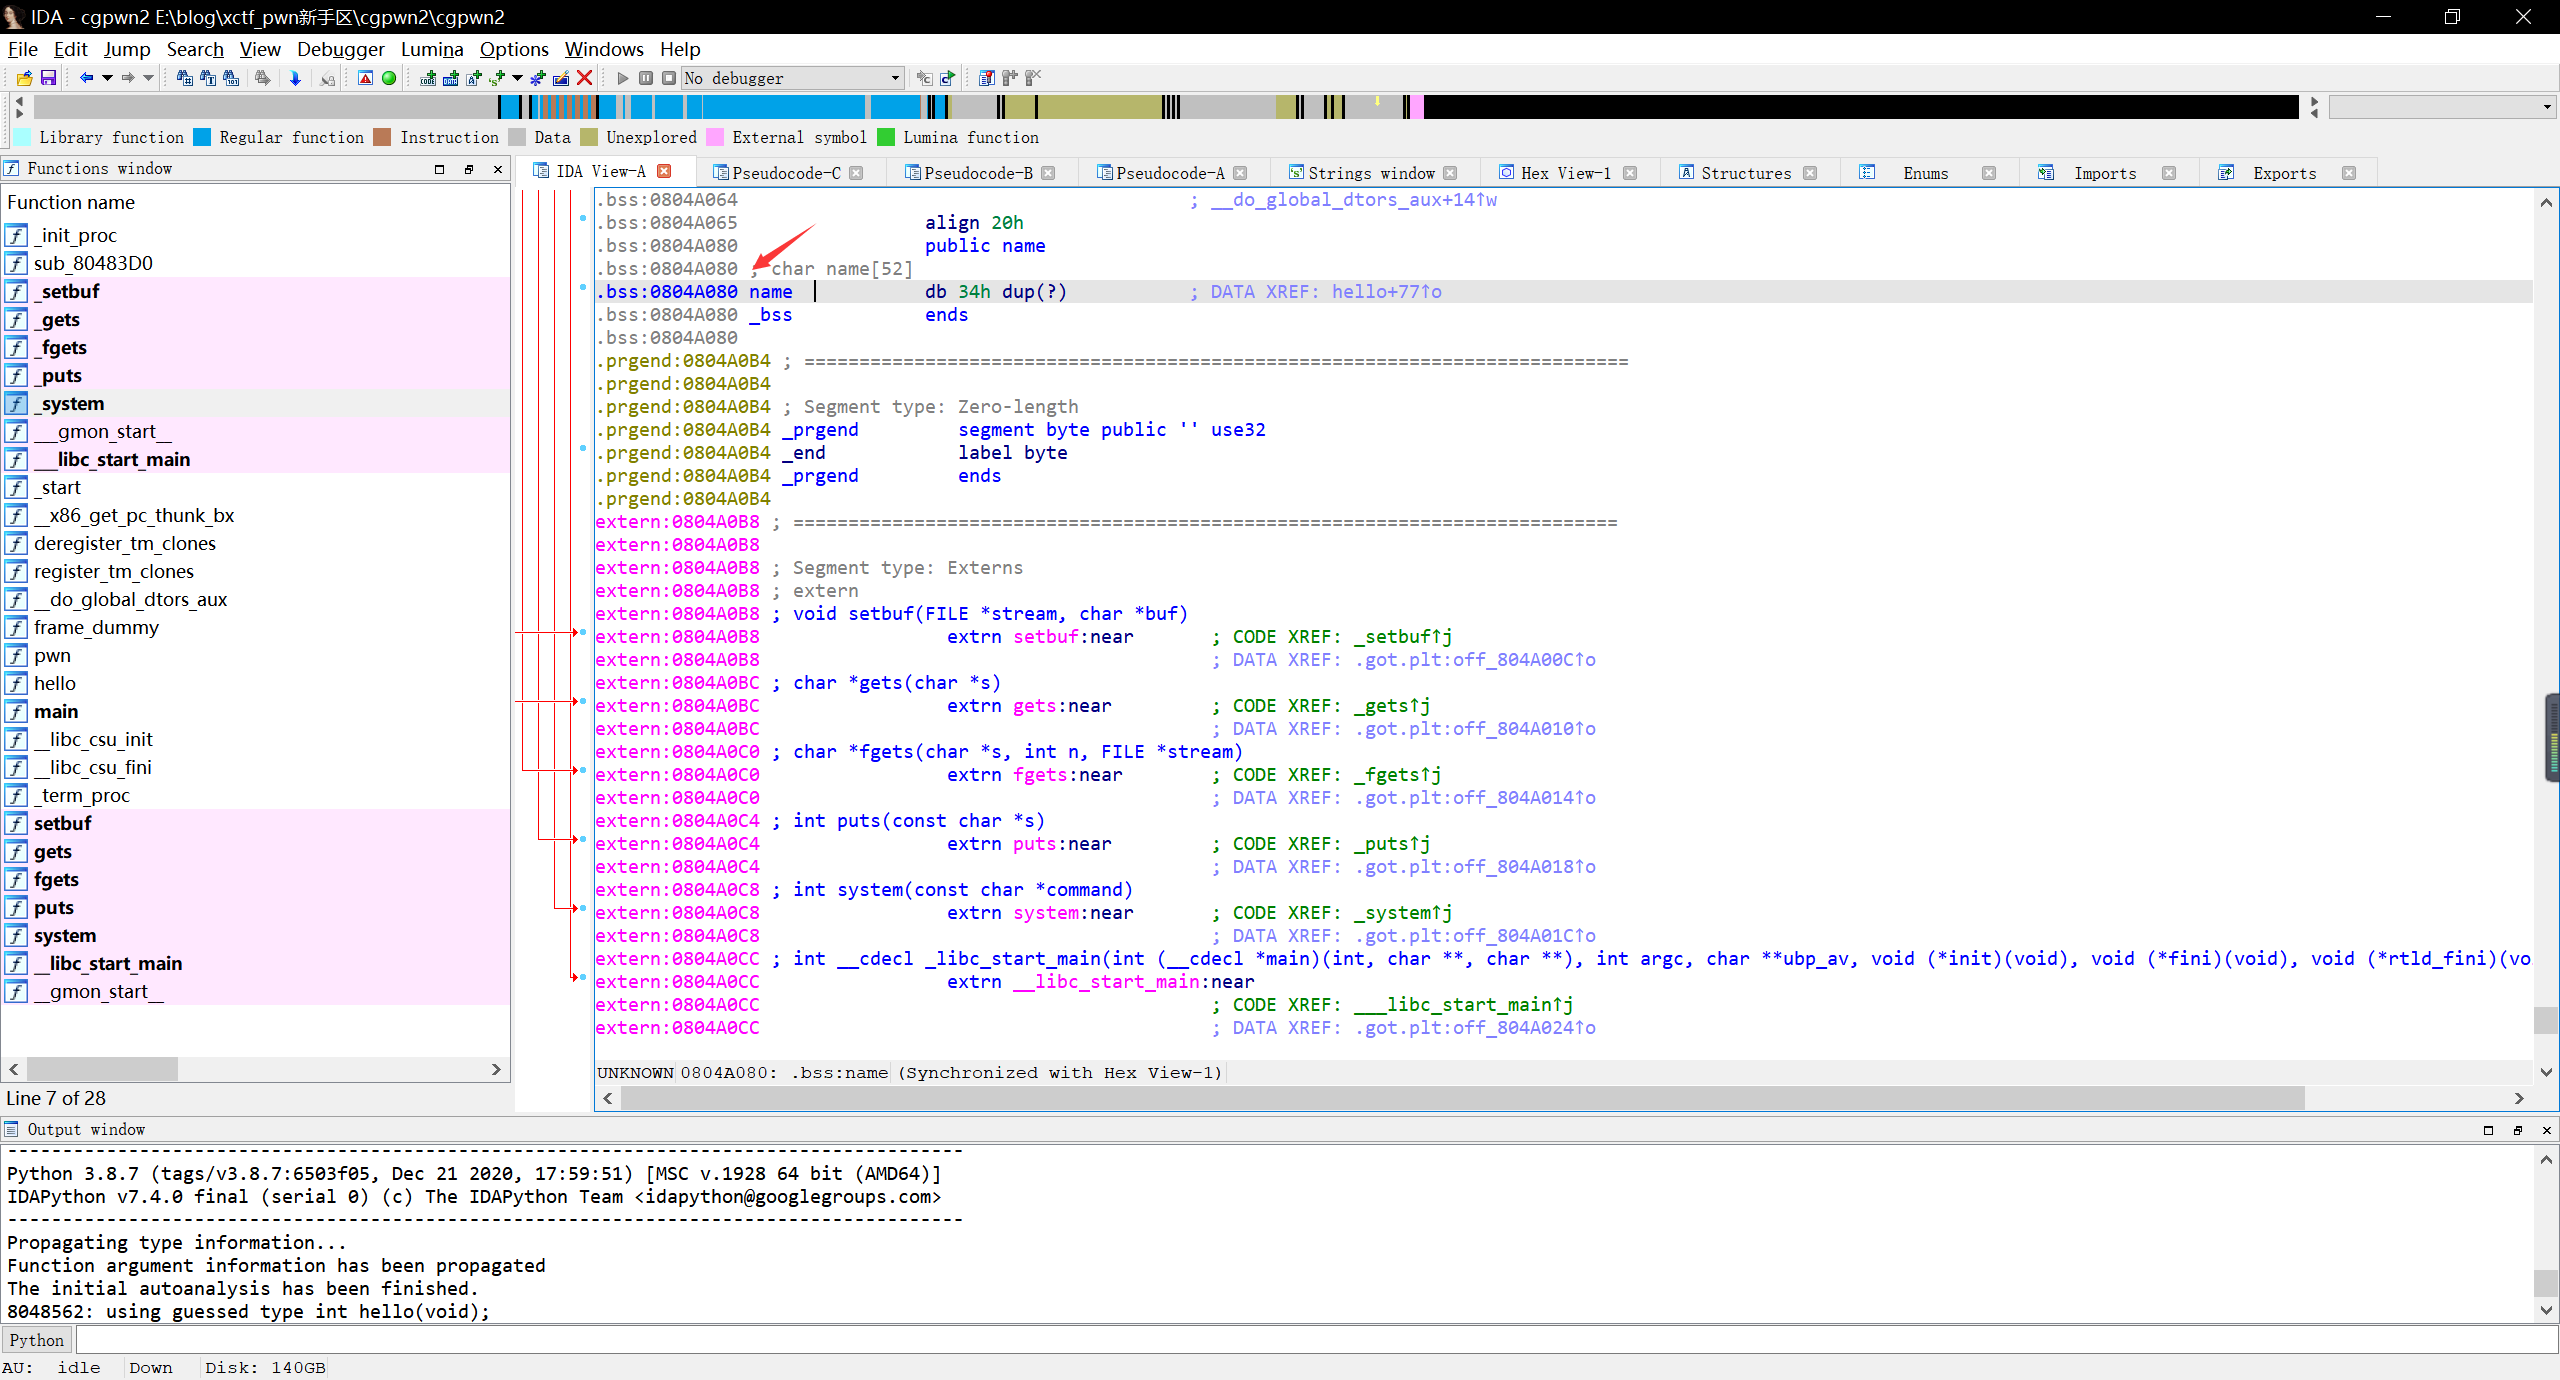 IDA - cgpwn2 E:\blog\xctf_pwn新手区\cgpwn2\cgpwn2
File Edit Jump Search View Debugger Lumina Options Windows Help
No debugger
Library function Regular function Instruction Data Unexplored External symbol Lumina function
Functions window
Function name
_init_proc
sub_80483D0
_setbuf
_gets
_fgets
_puts
_system
__gmon_start__
___libc_start_main
_start
__x86_get_pc_thunk_bx
deregister_tm_clones
register_tm_clones
__do_global_dtors_aux
frame_dummy
pwn
hello
main
__libc_csu_init
__libc_csu_fini
_term_proc
setbuf
gets
fgets
puts
system
__libc_start_main
__gmon_start__
Line 7 of 28
IDA View-A Pseudocode-C Pseudocode-B Pseudocode-A Strings window Hex View-1 Structures Enums Imports Exports
.bss:0804A064 ; __do_global_dtors_aux+14↑w
.bss:0804A065 align 20h
.bss:0804A080 public name
.bss:0804A080 ; char name[52]
.bss:0804A080 name db 34h dup(?) ; DATA XREF: hello+77↑o
.bss:0804A080 _bss ends
.bss:0804A080
.prgend:0804A0B4 ; ===========================================================================
.prgend:0804A0B4
.prgend:0804A0B4 ; Segment type: Zero-length
.prgend:0804A0B4 _prgend segment byte public '' use32
.prgend:0804A0B4 _end label byte
.prgend:0804A0B4 _prgend ends
.prgend:0804A0B4
extern:0804A0B8 ; ===========================================================================
extern:0804A0B8
extern:0804A0B8 ; Segment type: Externs
extern:0804A0B8 ; extern
extern:0804A0B8 ; void setbuf(FILE *stream, char *buf)
extern:0804A0B8 extrn setbuf:near ; CODE XREF: _setbuf↑j
extern:0804A0B8 ; DATA XREF: .got.plt:off_804A00C↑o
extern:0804A0BC ; char *gets(char *s)
extern:0804A0BC extrn gets:near ; CODE XREF: _gets↑j
extern:0804A0BC ; DATA XREF: .got.plt:off_804A010↑o
extern:0804A0C0 ; char *fgets(char *s, int n, FILE *stream)
extern:0804A0C0 extrn fgets:near ; CODE XREF: _fgets↑j
extern:0804A0C0 ; DATA XREF: .got.plt:off_804A014↑o
extern:0804A0C4 ; int puts(const char *s)
extern:0804A0C4 extrn puts:near ; CODE XREF: _puts↑j
extern:0804A0C4 ; DATA XREF: .got.plt:off_804A018↑o
extern:0804A0C8 ; int system(const char *command)
extern:0804A0C8 extrn system:near ; CODE XREF: _system↑j
extern:0804A0C8 ; DATA XREF: .got.plt:off_804A01C↑o
extern:0804A0CC ; int __cdecl _libc_start_main(int (__cdecl *main)(int, char **, char **), int argc, char **ubp_av, void (*init)(void), void (*fini)(void), void (*rtld_fini)(vo
extern:0804A0CC extrn __libc_start_main:near
extern:0804A0CC ; CODE XREF: ___libc_start_main↑j
extern:0804A0CC ; DATA XREF: .got.plt:off_804A024↑o
UNKNOWN 0804A080: .bss:name (Synchronized with Hex View-1)
Output window
---------------------------------------------------------------------------------------
Python 3.8.7 (tags/v3.8.7:6503f05, Dec 21 2020, 17:59:51) [MSC v.1928 64 bit (AMD64)]
IDAPython v7.4.0 final (serial 0) (c) The IDAPython Team <idapython@googlegroups.com>
---------------------------------------------------------------------------------------
Propagating type information...
Function argument information has been propagated
The initial autoanalysis has been finished.
8048562: using guessed type int hello(void);
Python
AU: idle Down Disk: 140GB